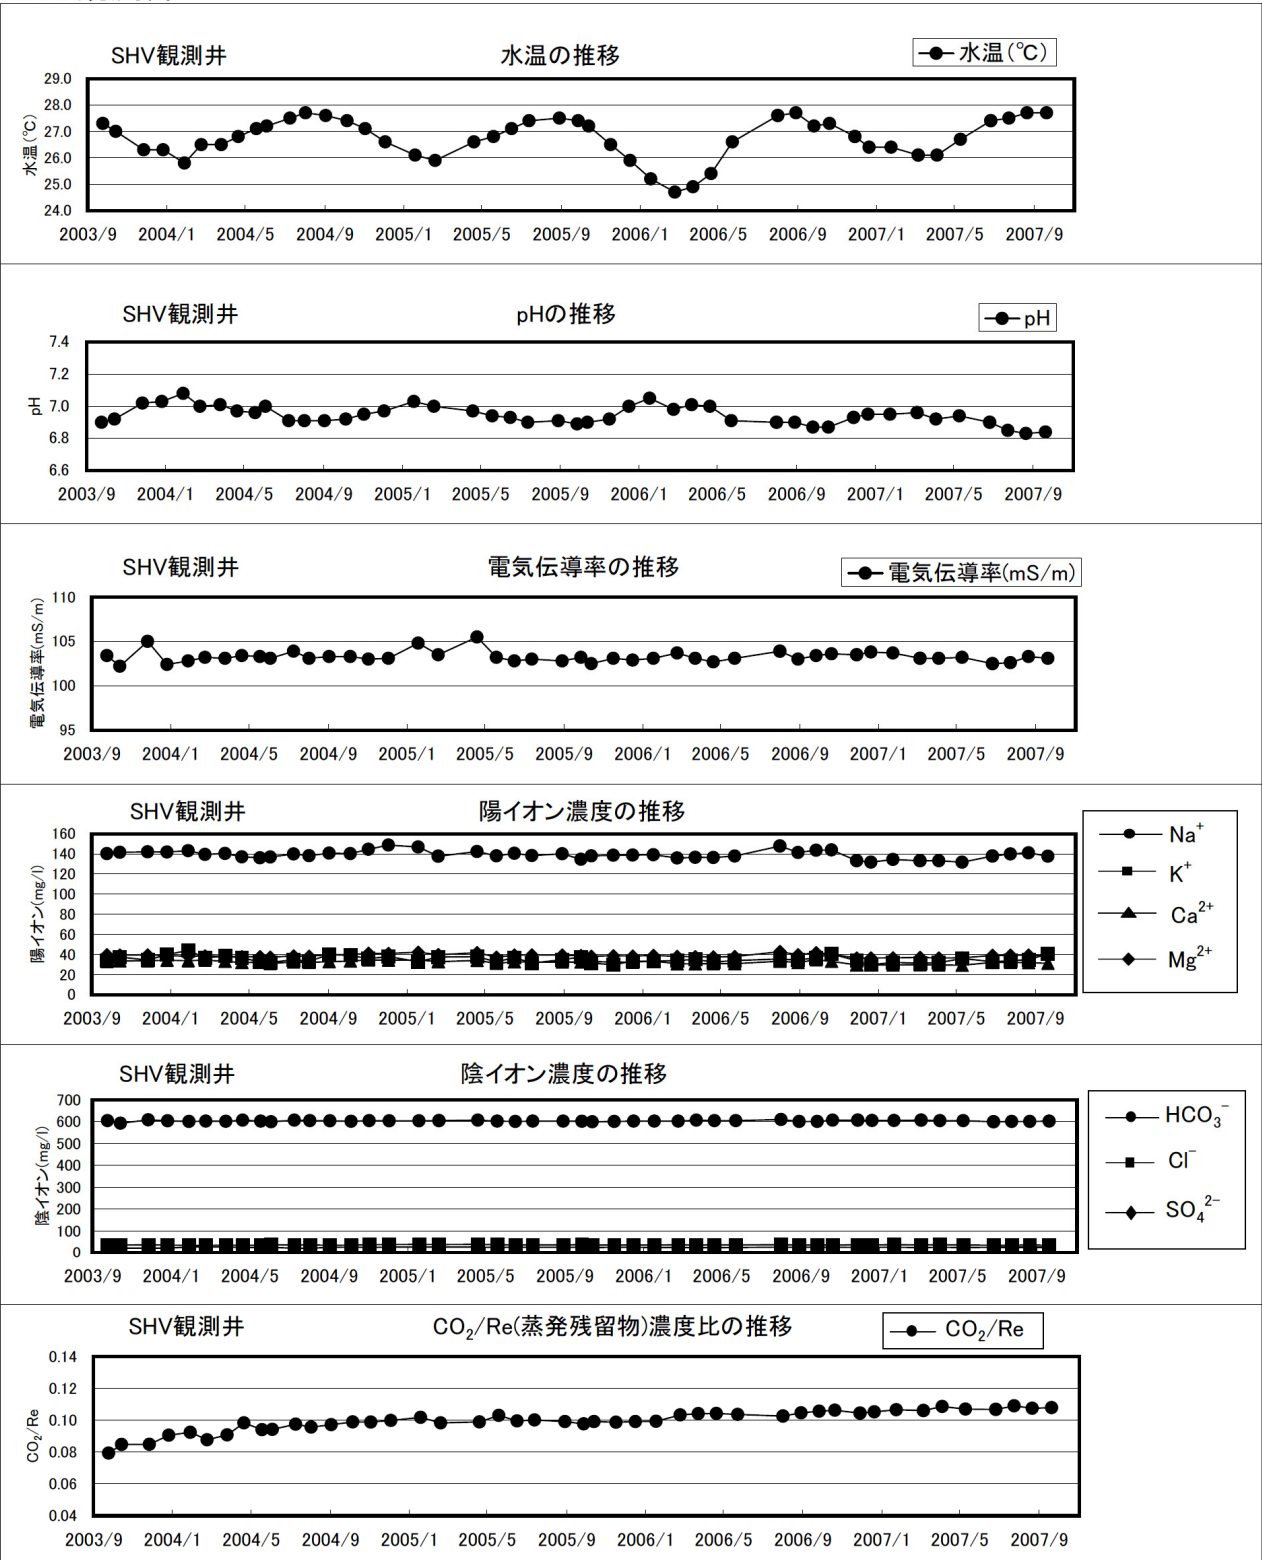 SHV観測井 水温の推移 水温(℃)
29.0
28.0
27.0
26.0
25.0
24.0
水温(℃)
2003/9 2004/1 2004/5 2004/9 2005/1 2005/5 2005/9 2006/1 2006/5 2006/9 2007/1 2007/5 2007/9
SHV観測井 pHの推移 pH
7.4
7.2
7.0
6.8
6.6
pH
2003/9 2004/1 2004/5 2004/9 2005/1 2005/5 2005/9 2006/1 2006/5 2006/9 2007/1 2007/5 2007/9
SHV観測井 電気伝導率の推移 電気伝導率(mS/m)
110
105
100
95
電気伝導率(mS/m)
2003/9 2004/1 2004/5 2004/9 2005/1 2005/5 2005/9 2006/1 2006/5 2006/9 2007/1 2007/5 2007/9
SHV観測井 陽イオン濃度の推移
160
140
120
100
80
60
40
20
0
陽イオン(mg/l)
Na⁺
K⁺
Ca²⁺
Mg²⁺
2003/9 2004/1 2004/5 2004/9 2005/1 2005/5 2005/9 2006/1 2006/5 2006/9 2007/1 2007/5 2007/9
SHV観測井 陰イオン濃度の推移
700
600
500
400
300
200
100
0
陰イオン(mg/l)
HCO₃⁻
Cl⁻
SO₄²⁻
2003/9 2004/1 2004/5 2004/9 2005/1 2005/5 2005/9 2006/1 2006/5 2006/9 2007/1 2007/5 2007/9
SHV観測井 CO₂/Re(蒸発残留物)濃度比の推移 CO₂/Re
0.14
0.12
0.10
0.08
0.06
0.04
CO₂/Re
2003/9 2004/1 2004/5 2004/9 2005/1 2005/5 2005/9 2006/1 2006/5 2006/9 2007/1 2007/5 2007/9